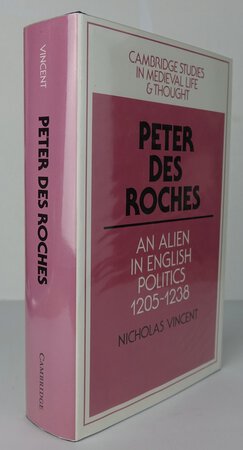 VINCENT
PETER DES ROCHES
CAMBRIDGE
CAMBRIDGE STUDIES
IN MEDIEVAL LIFE
& THOUGHT
PETER
DES
ROCHES
AN ALIEN
IN ENGLISH
POLITICS
1205-1238
NICHOLAS VINCENT